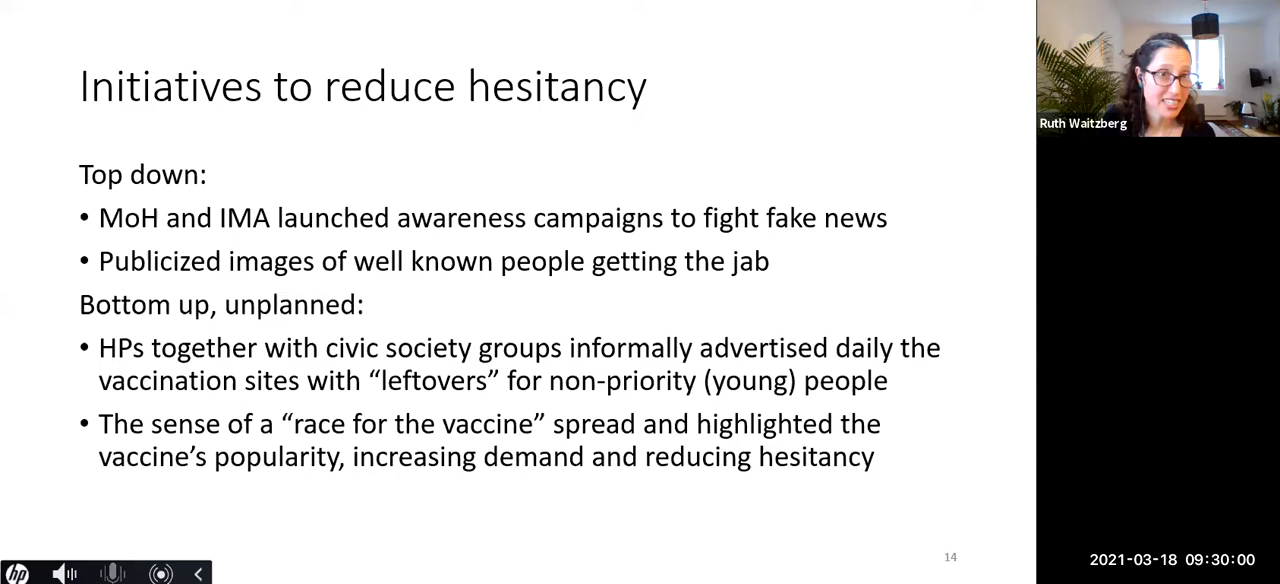 Initiatives to reduce hesitancy
Top down:
• MoH and IMA launched awareness campaigns to fight fake news
• Publicized images of well known people getting the jab
Bottom up, unplanned:
• HPs together with civic society groups informally advertised daily the
vaccination sites with “leftovers” for non-priority (young) people
• The sense of a “race for the vaccine” spread and highlighted the
vaccine’s popularity, increasing demand and reducing hesitancy
14
Ruth Waitzberg
hp
2021-03-18 09:30:00